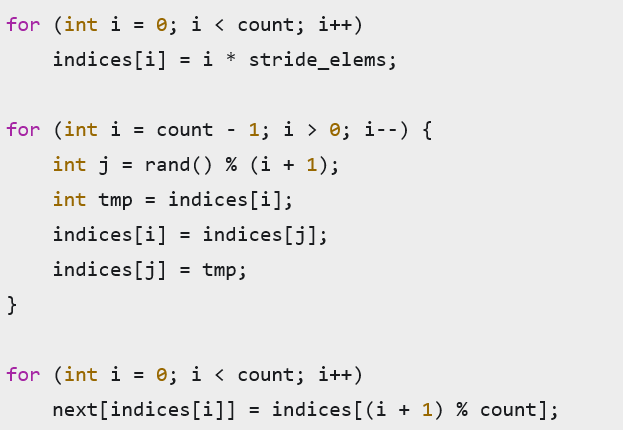 for (int i = 0; i < count; i++)
    indices[i] = i * stride_elems;

for (int i = count - 1; i > 0; i--) {
    int j = rand() % (i + 1);
    int tmp = indices[i];
    indices[i] = indices[j];
    indices[j] = tmp;
}

for (int i = 0; i < count; i++)
    next[indices[i]] = indices[(i + 1) % count];